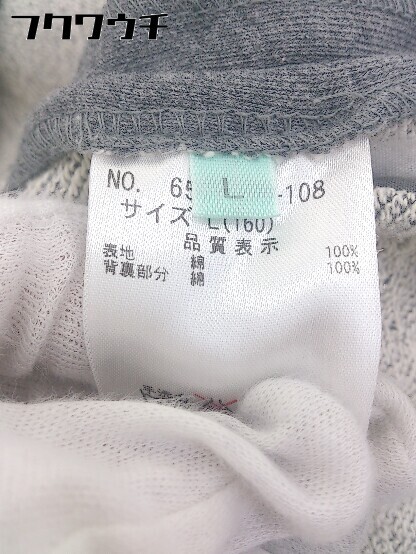 フクワウチ
NO. 65 -108
L
サイズ L(160)
品質表示
表地 綿 100%
背裏部分 綿 100%